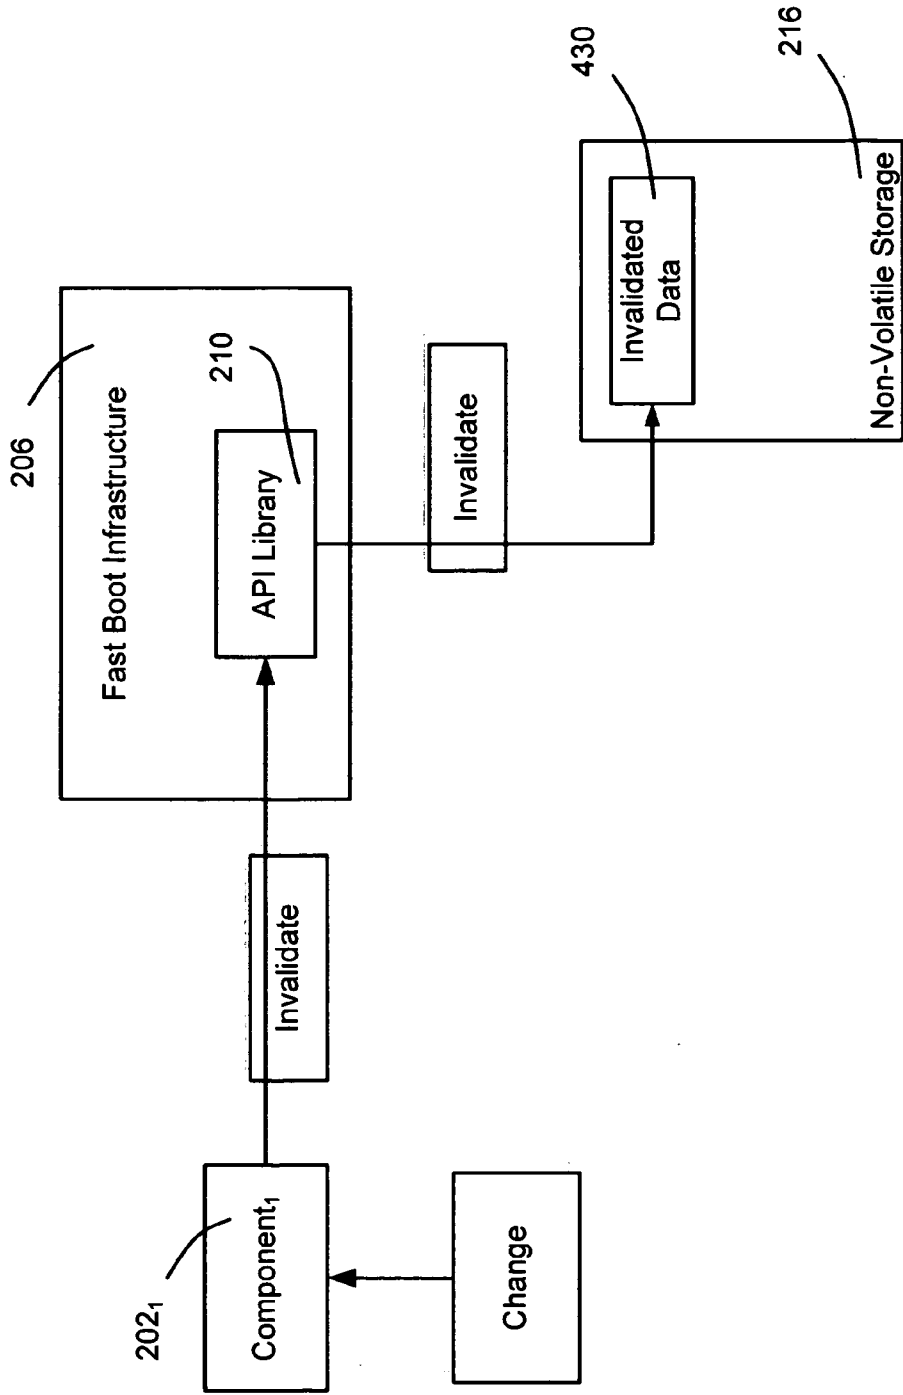 206
Fast Boot Infrastructure
210
API Library
202₁
Component₁
Invalidate
Change
Invalidate
430
Invalidated
Data
216
Non-Volatile Storage